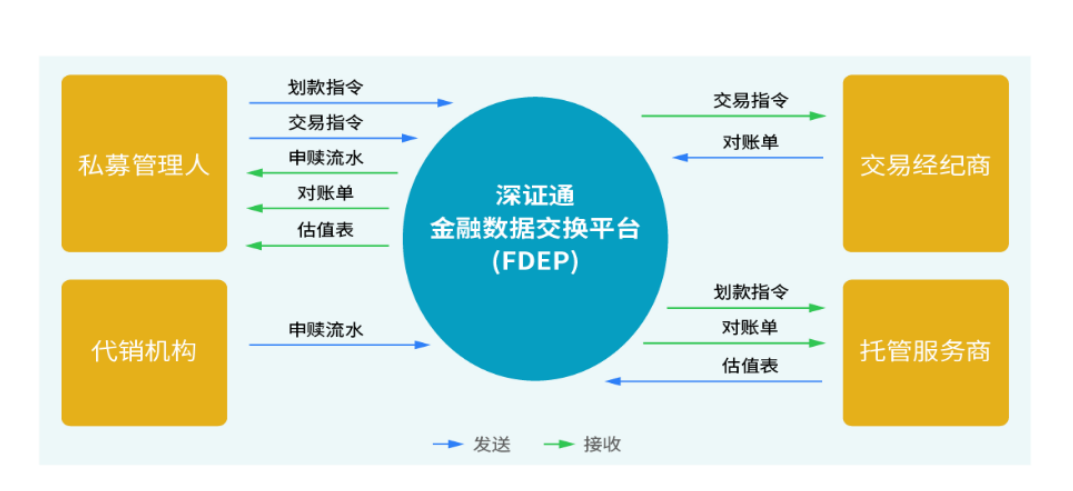 私募管理人
划款指令
交易指令
申赎流水
对账单
估值表
深证通
金融数据交换平台
(FDEP)
交易指令
对账单
交易经纪商
代销机构
申赎流水
划款指令
对账单
估值表
托管服务商
发送
接收